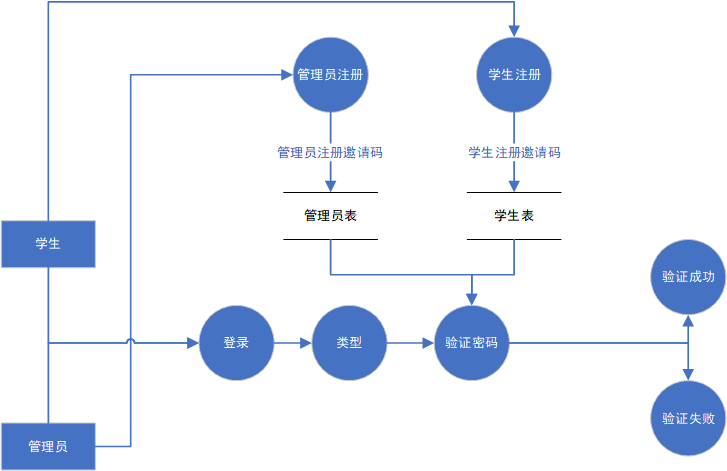 管理员注册
学生注册
管理员注册邀请码
学生注册邀请码
管理员表
学生表
学生
验证成功
登录
类型
验证密码
验证失败
管理员